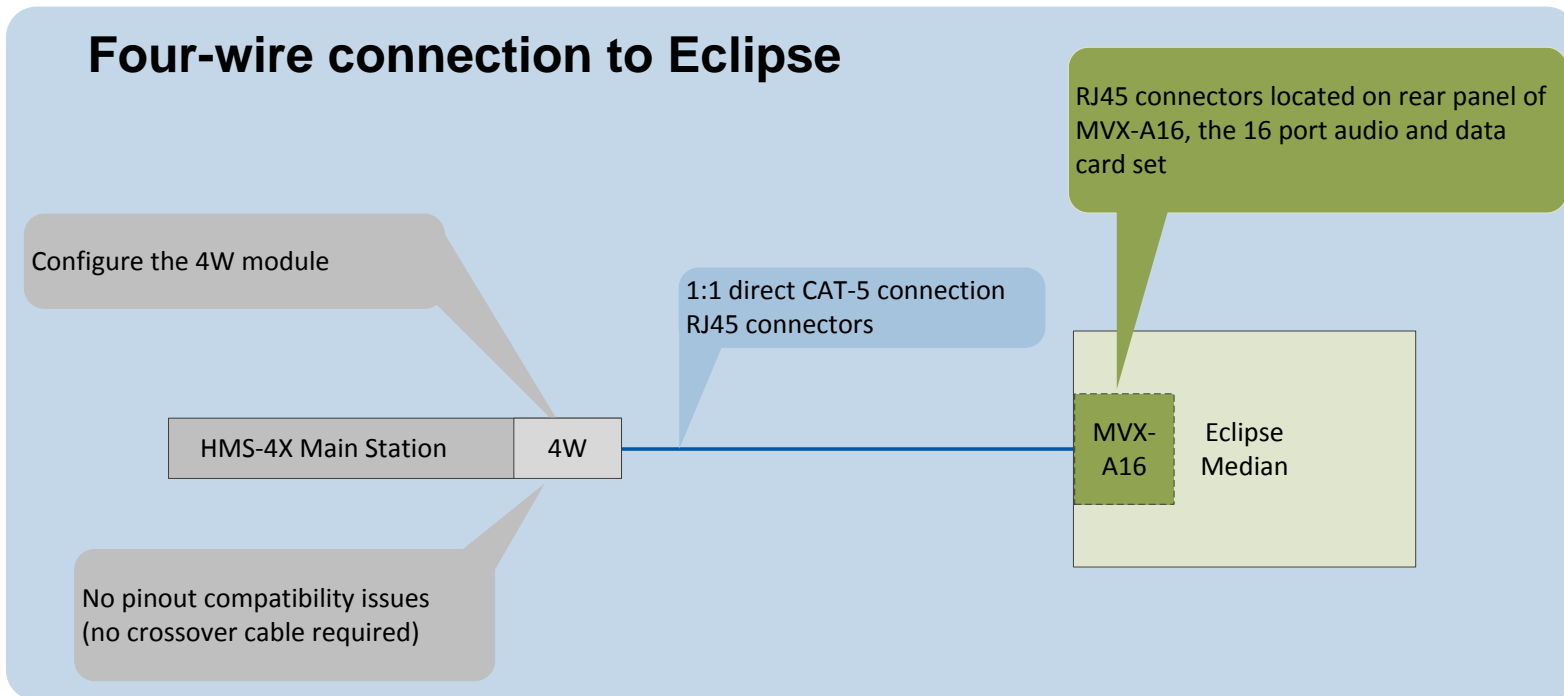 Four-wire connection to Eclipse
RJ45 connectors located on rear panel of
MVX-A16, the 16 port audio and data
card set
Configure the 4W module
1:1 direct CAT-5 connection
RJ45 connectors
HMS-4X Main Station
4W
MVX-
A16
Eclipse
Median
No pinout compatibility issues
(no crossover cable required)